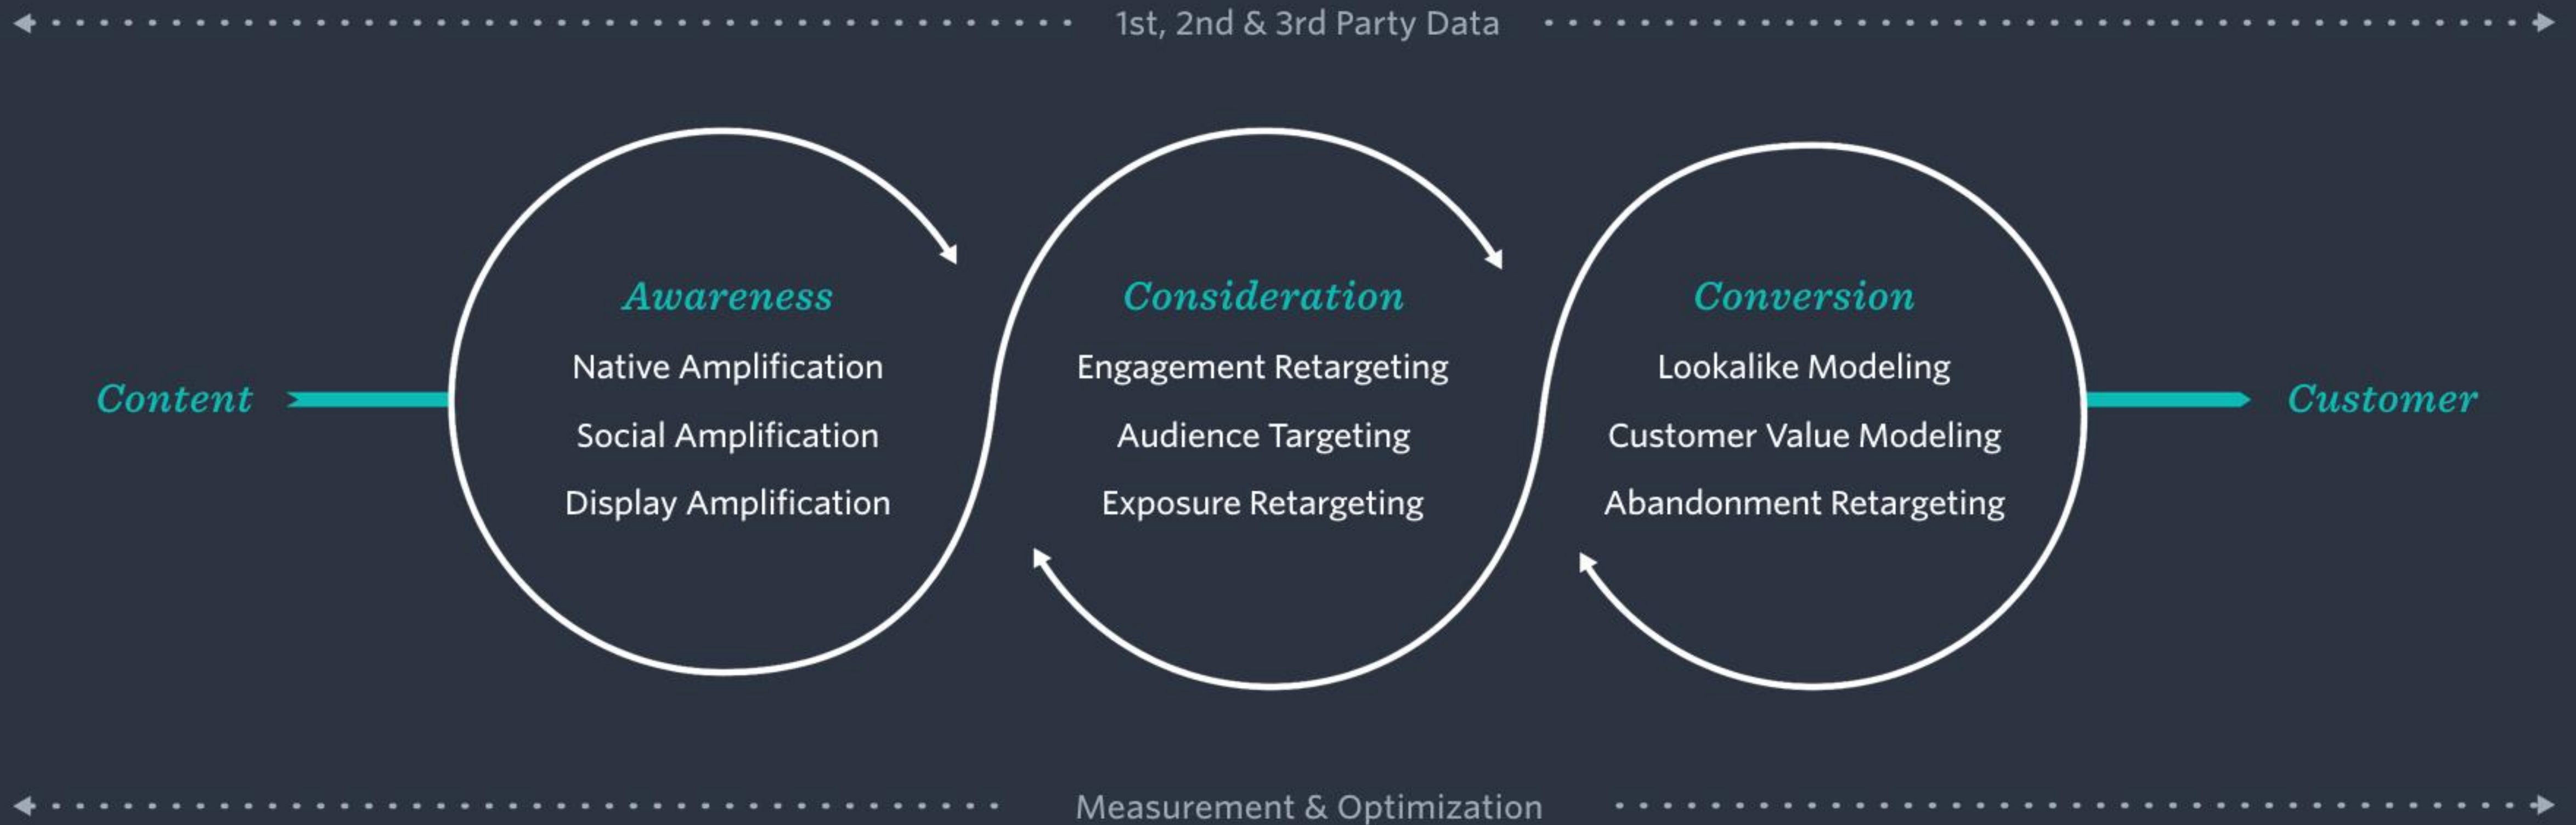 1st, 2nd & 3rd Party Data
Content
Awareness
Native Amplification
Social Amplification
Display Amplification
Consideration
Engagement Retargeting
Audience Targeting
Exposure Retargeting
Conversion
Lookalike Modeling
Customer Value Modeling
Abandonment Retargeting
Customer
Measurement & Optimization